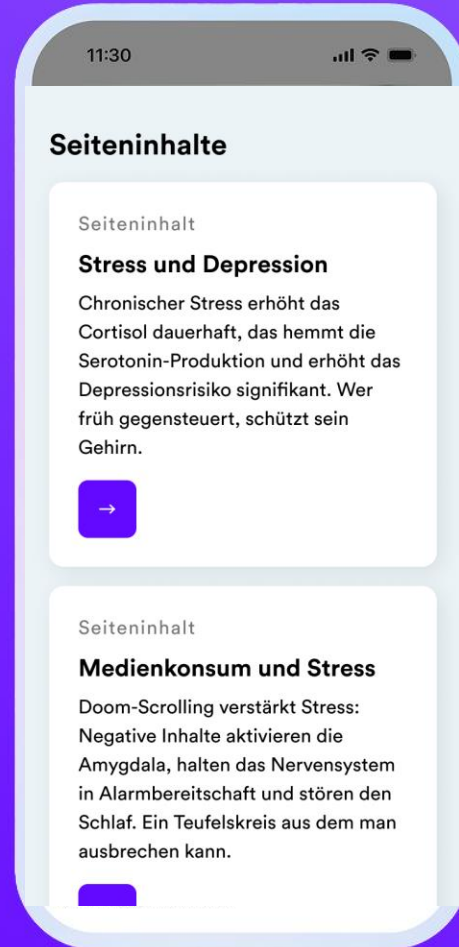 11:30
Seiteninhalte
Seiteninhalt
Stress und Depression
Chronischer Stress erhöht das
Cortisol dauerhaft, das hemmt die
Serotonin-Produktion und erhöht das
Depressionsrisiko signifikant. Wer
früh gegensteuert, schützt sein
Gehirn.
→
Seiteninhalt
Medienkonsum und Stress
Doom-Scrolling verstärkt Stress:
Negative Inhalte aktivieren die
Amygdala, halten das Nervensystem
in Alarmbereitschaft und stören den
Schlaf. Ein Teufelskreis aus dem man
ausbrechen kann.